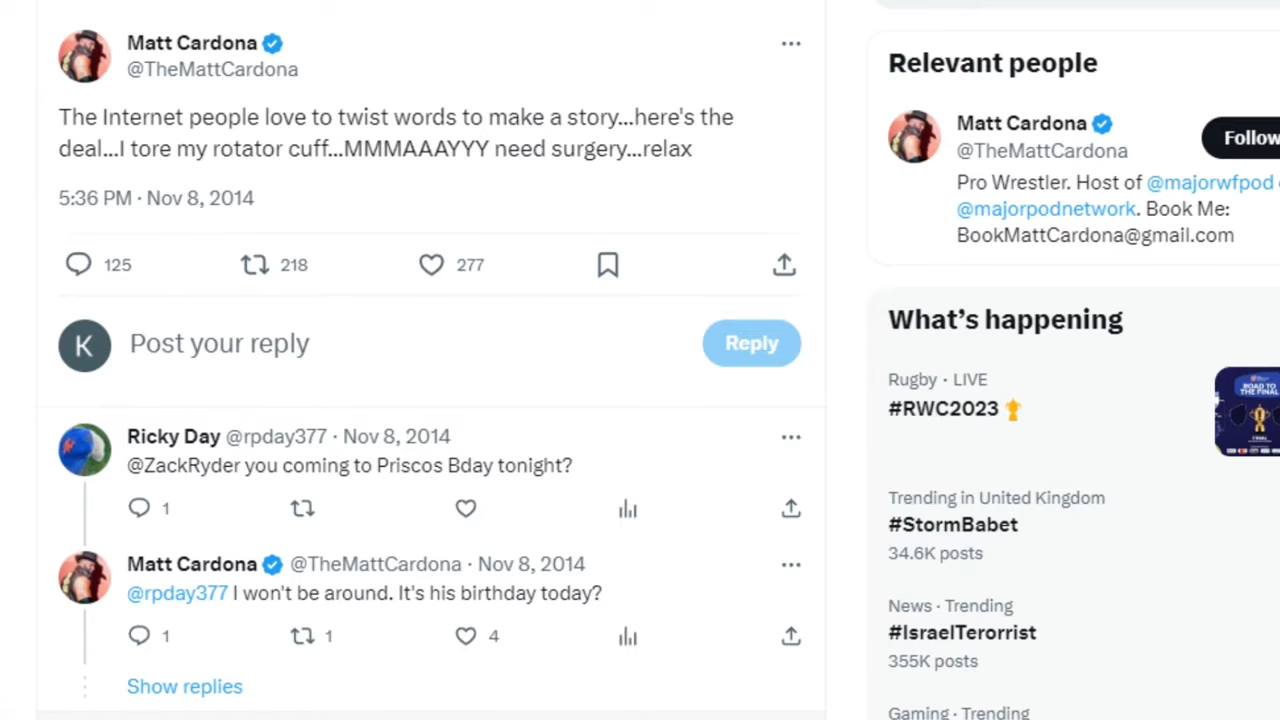 Matt Cardona
@TheMattCardona
The Internet people love to twist words to make a story...here's the
deal...I tore my rotator cuff...MMMAAAYYY need surgery...relax
5:36 PM · Nov 8, 2014
125 218 277
K Post your reply Reply
Ricky Day @rpday377 · Nov 8, 2014
@ZackRyder you coming to Priscos Bday tonight?
1
Matt Cardona @TheMattCardona · Nov 8, 2014
@rpday377 I won't be around. It's his birthday today?
1 1 4
Show replies
Relevant people
Matt Cardona
Follow
@TheMattCardona
Pro Wrestler. Host of @majorwfpod
@majorpodnetwork. Book Me:
BookMattCardona@gmail.com
What's happening
Rugby · LIVE
#RWC2023
ROAD TO
THE FINAL
Trending in United Kingdom
#StormBabet
34.6K posts
News · Trending
#IsraelTerorrist
355K posts
Gaming · Trending